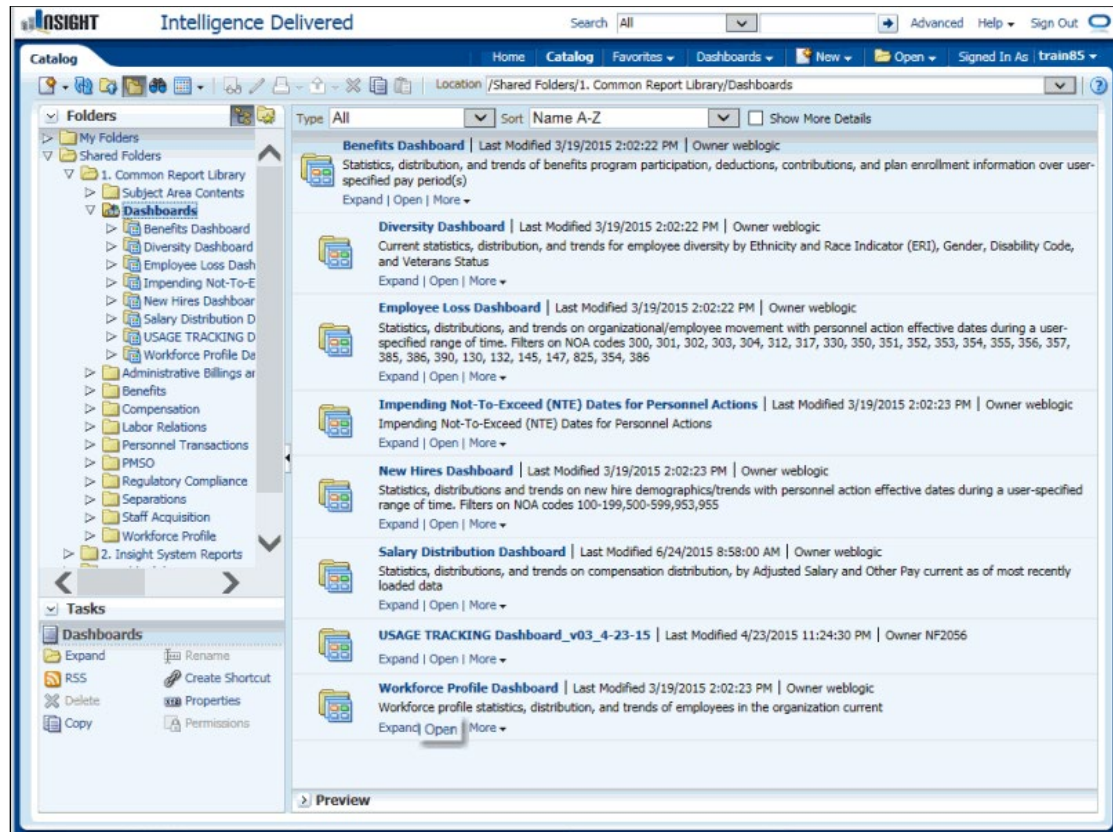 INSIGHT Intelligence Delivered Search All Advanced Help Sign Out
Catalog Home Catalog Favorites Dashboards New Open Signed In As train85
Location /Shared Folders/1. Common Report Library/Dashboards
Folders
My Folders
Shared Folders
1. Common Report Library
Subject Area Contents
Dashboards
Benefits Dashboard
Diversity Dashboard
Employee Loss Dash
Impending Not-To-E
New Hires Dashboar
Salary Distribution D
USAGE TRACKING D
Workforce Profile Da
Administrative Billings ar
Benefits
Compensation
Labor Relations
Personnel Transactions
PMSO
Regulatory Compliance
Separations
Staff Acquisition
Workforce Profile
2. Insight System Reports
Tasks
Dashboards
Expand Rename
RSS Create Shortcut
Delete Properties
Copy Permissions
Type All Sort Name A-Z Show More Details
Benefits Dashboard | Last Modified 3/19/2015 2:02:22 PM | Owner weblogic
Statistics, distribution, and trends of benefits program participation, deductions, contributions, and plan enrollment information over user-
specified pay period(s)
Expand | Open | More
Diversity Dashboard | Last Modified 3/19/2015 2:02:22 PM | Owner weblogic
Current statistics, distribution, and trends for employee diversity by Ethnicity and Race Indicator (ERI), Gender, Disability Code,
and Veterans Status
Expand | Open | More
Employee Loss Dashboard | Last Modified 3/19/2015 2:02:22 PM | Owner weblogic
Statistics, distributions, and trends on organizational/employee movement with personnel action effective dates during a user-
specified range of time. Filters on NOA codes 300, 301, 302, 303, 304, 312, 317, 330, 350, 351, 352, 353, 354, 355, 356, 357,
385, 386, 390, 130, 132, 145, 147, 825, 354, 386
Expand | Open | More
Impending Not-To-Exceed (NTE) Dates for Personnel Actions | Last Modified 3/19/2015 2:02:23 PM | Owner weblogic
Impending Not-To-Exceed (NTE) Dates for Personnel Actions
Expand | Open | More
New Hires Dashboard | Last Modified 3/19/2015 2:02:23 PM | Owner weblogic
Statistics, distributions and trends on new hire demographics/trends with personnel action effective dates during a user-specified
range of time. Filters on NOA codes 100-199,500-599,953,955
Expand | Open | More
Salary Distribution Dashboard | Last Modified 6/24/2015 8:58:00 AM | Owner weblogic
Statistics, distributions, and trends on compensation distribution, by Adjusted Salary and Other Pay current as of most recently
loaded data
Expand | Open | More
USAGE TRACKING Dashboard_v03_4-23-15 | Last Modified 4/23/2015 11:24:30 PM | Owner NF2056
Expand | Open | More
Workforce Profile Dashboard | Last Modified 3/19/2015 2:02:23 PM | Owner weblogic
Workforce profile statistics, distribution, and trends of employees in the organization current
Expand | Open | More
Preview